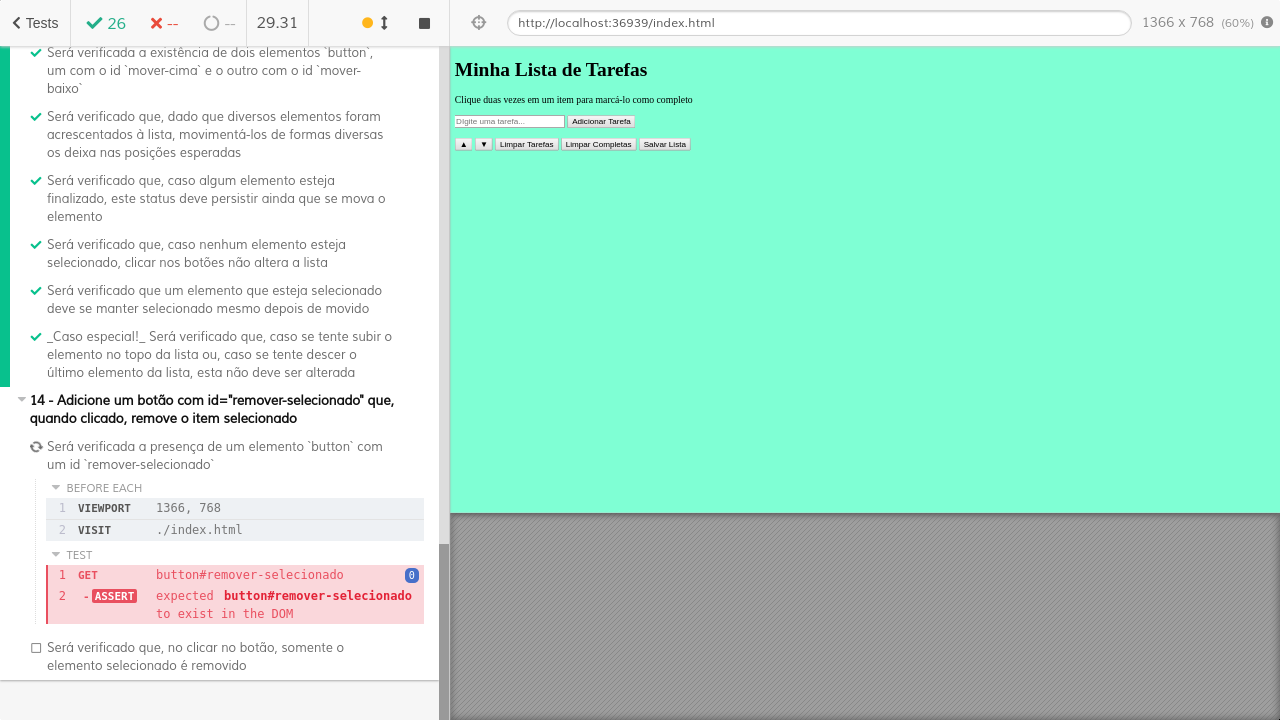 Tests
26
--
--
29.31
http://localhost:36939/index.html
1366 x 768 (60%)
Será verificada a existência de dois elementos `button`,
um com o id `mover-cima` e o outro com o id `mover-
baixo`
Será verificado que, dado que diversos elementos foram
acrescentados à lista, movimentá-los de formas diversas
os deixa nas posições esperadas
Será verificado que, caso algum elemento esteja
finalizado, este status deve persistir ainda que se mova o
elemento
Será verificado que, caso nenhum elemento esteja
selecionado, clicar nos botões não altera a lista
Será verificado que um elemento que esteja selecionado
deve se manter selecionado mesmo depois de movido
_Caso especial!_ Será verificado que, caso se tente subir o
elemento no topo da lista ou, caso se tente descer o
último elemento da lista, esta não deve ser alterada
14 - Adicione um botão com id="remover-selecionado" que,
quando clicado, remove o item selecionado
Será verificada a presença de um elemento `button` com
um id `remover-selecionado`
BEFORE EACH
1 VIEWPORT 1366, 768
2 VISIT ./index.html
TEST
1 GET button#remover-selecionado 0
2 -ASSERT expected button#remover-selecionado
to exist in the DOM
Será verificado que, no clicar no botão, somente o
elemento selecionado é removido
Minha Lista de Tarefas
Clique duas vezes em um item para marcá-lo como completo
Digite uma tarefa... Adicionar Tarefa
▲ ▼ Limpar Tarefas Limpar Completas Salvar Lista